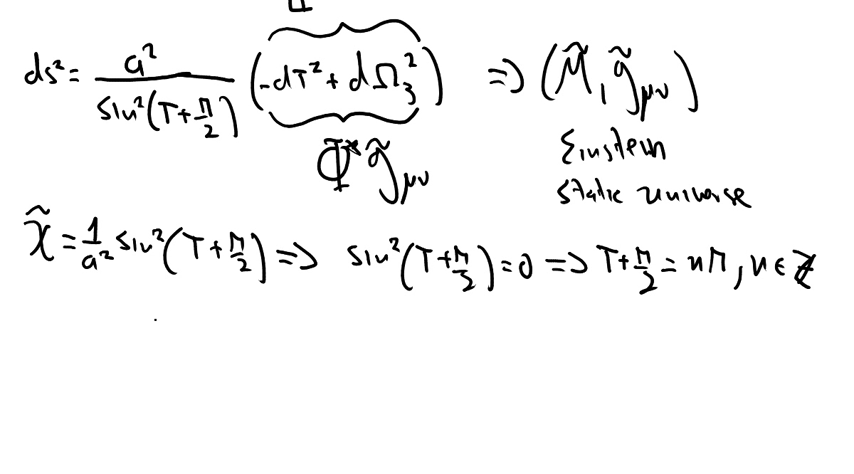 ds² = a² / sin²(T+π/2) (-dT² + dΩ₃²) ⇒ (M̃, g̃μν)
Φ* g̃μν
Einstein
static universe
χ̃ = 1/a² sin²(T+π/2) ⇒ sin²(T+π/2) = 0 ⇒ T+π/2 = nπ, n∈ℤ